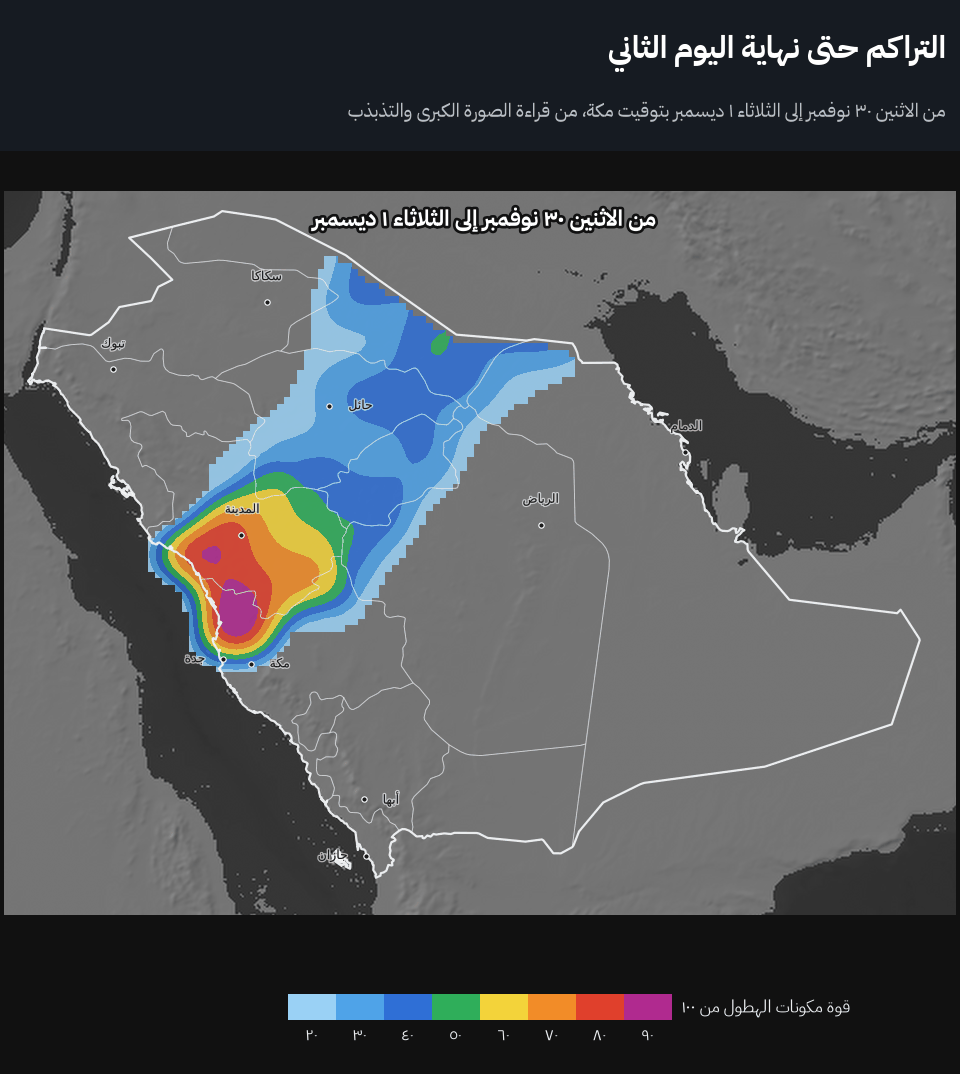 التراكم حتى نهاية اليوم الثاني
من الاثنين ٣٠ نوفمبر إلى الثلاثاء ١ ديسمبر بتوقيت مكة، من قراءة الصورة الكبرى والتذبذب
من الاثنين ٣٠ نوفمبر إلى الثلاثاء ١ ديسمبر
سكاكا
تبوك
حائل
الدمام
الرياض
المدينة
جدة
مكة
أبها
جازان
قوة مكونات الهطول من ١٠٠
٢٠ ٣٠ ٤٠ ٥٠ ٦٠ ٧٠ ٨٠ ٩٠